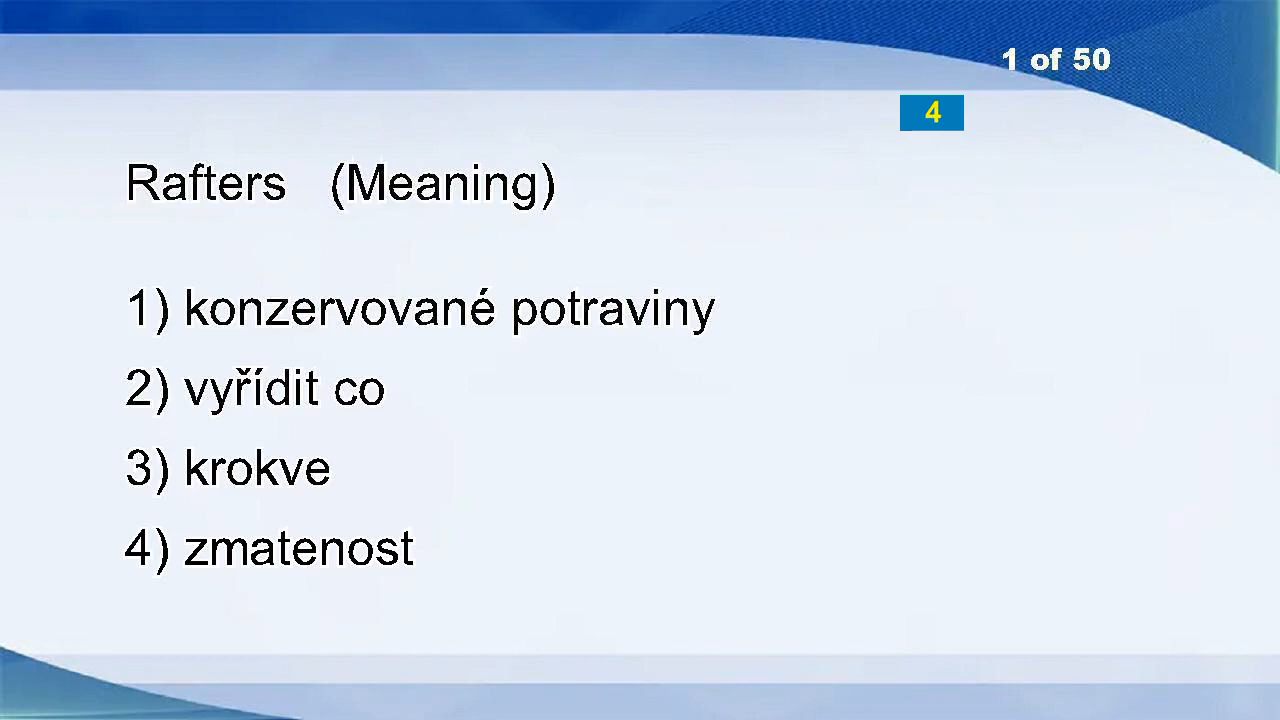 1 of 50
4
Rafters (Meaning)
1) konzervované potraviny
2) vyřídit co
3) krokve
4) zmatenost